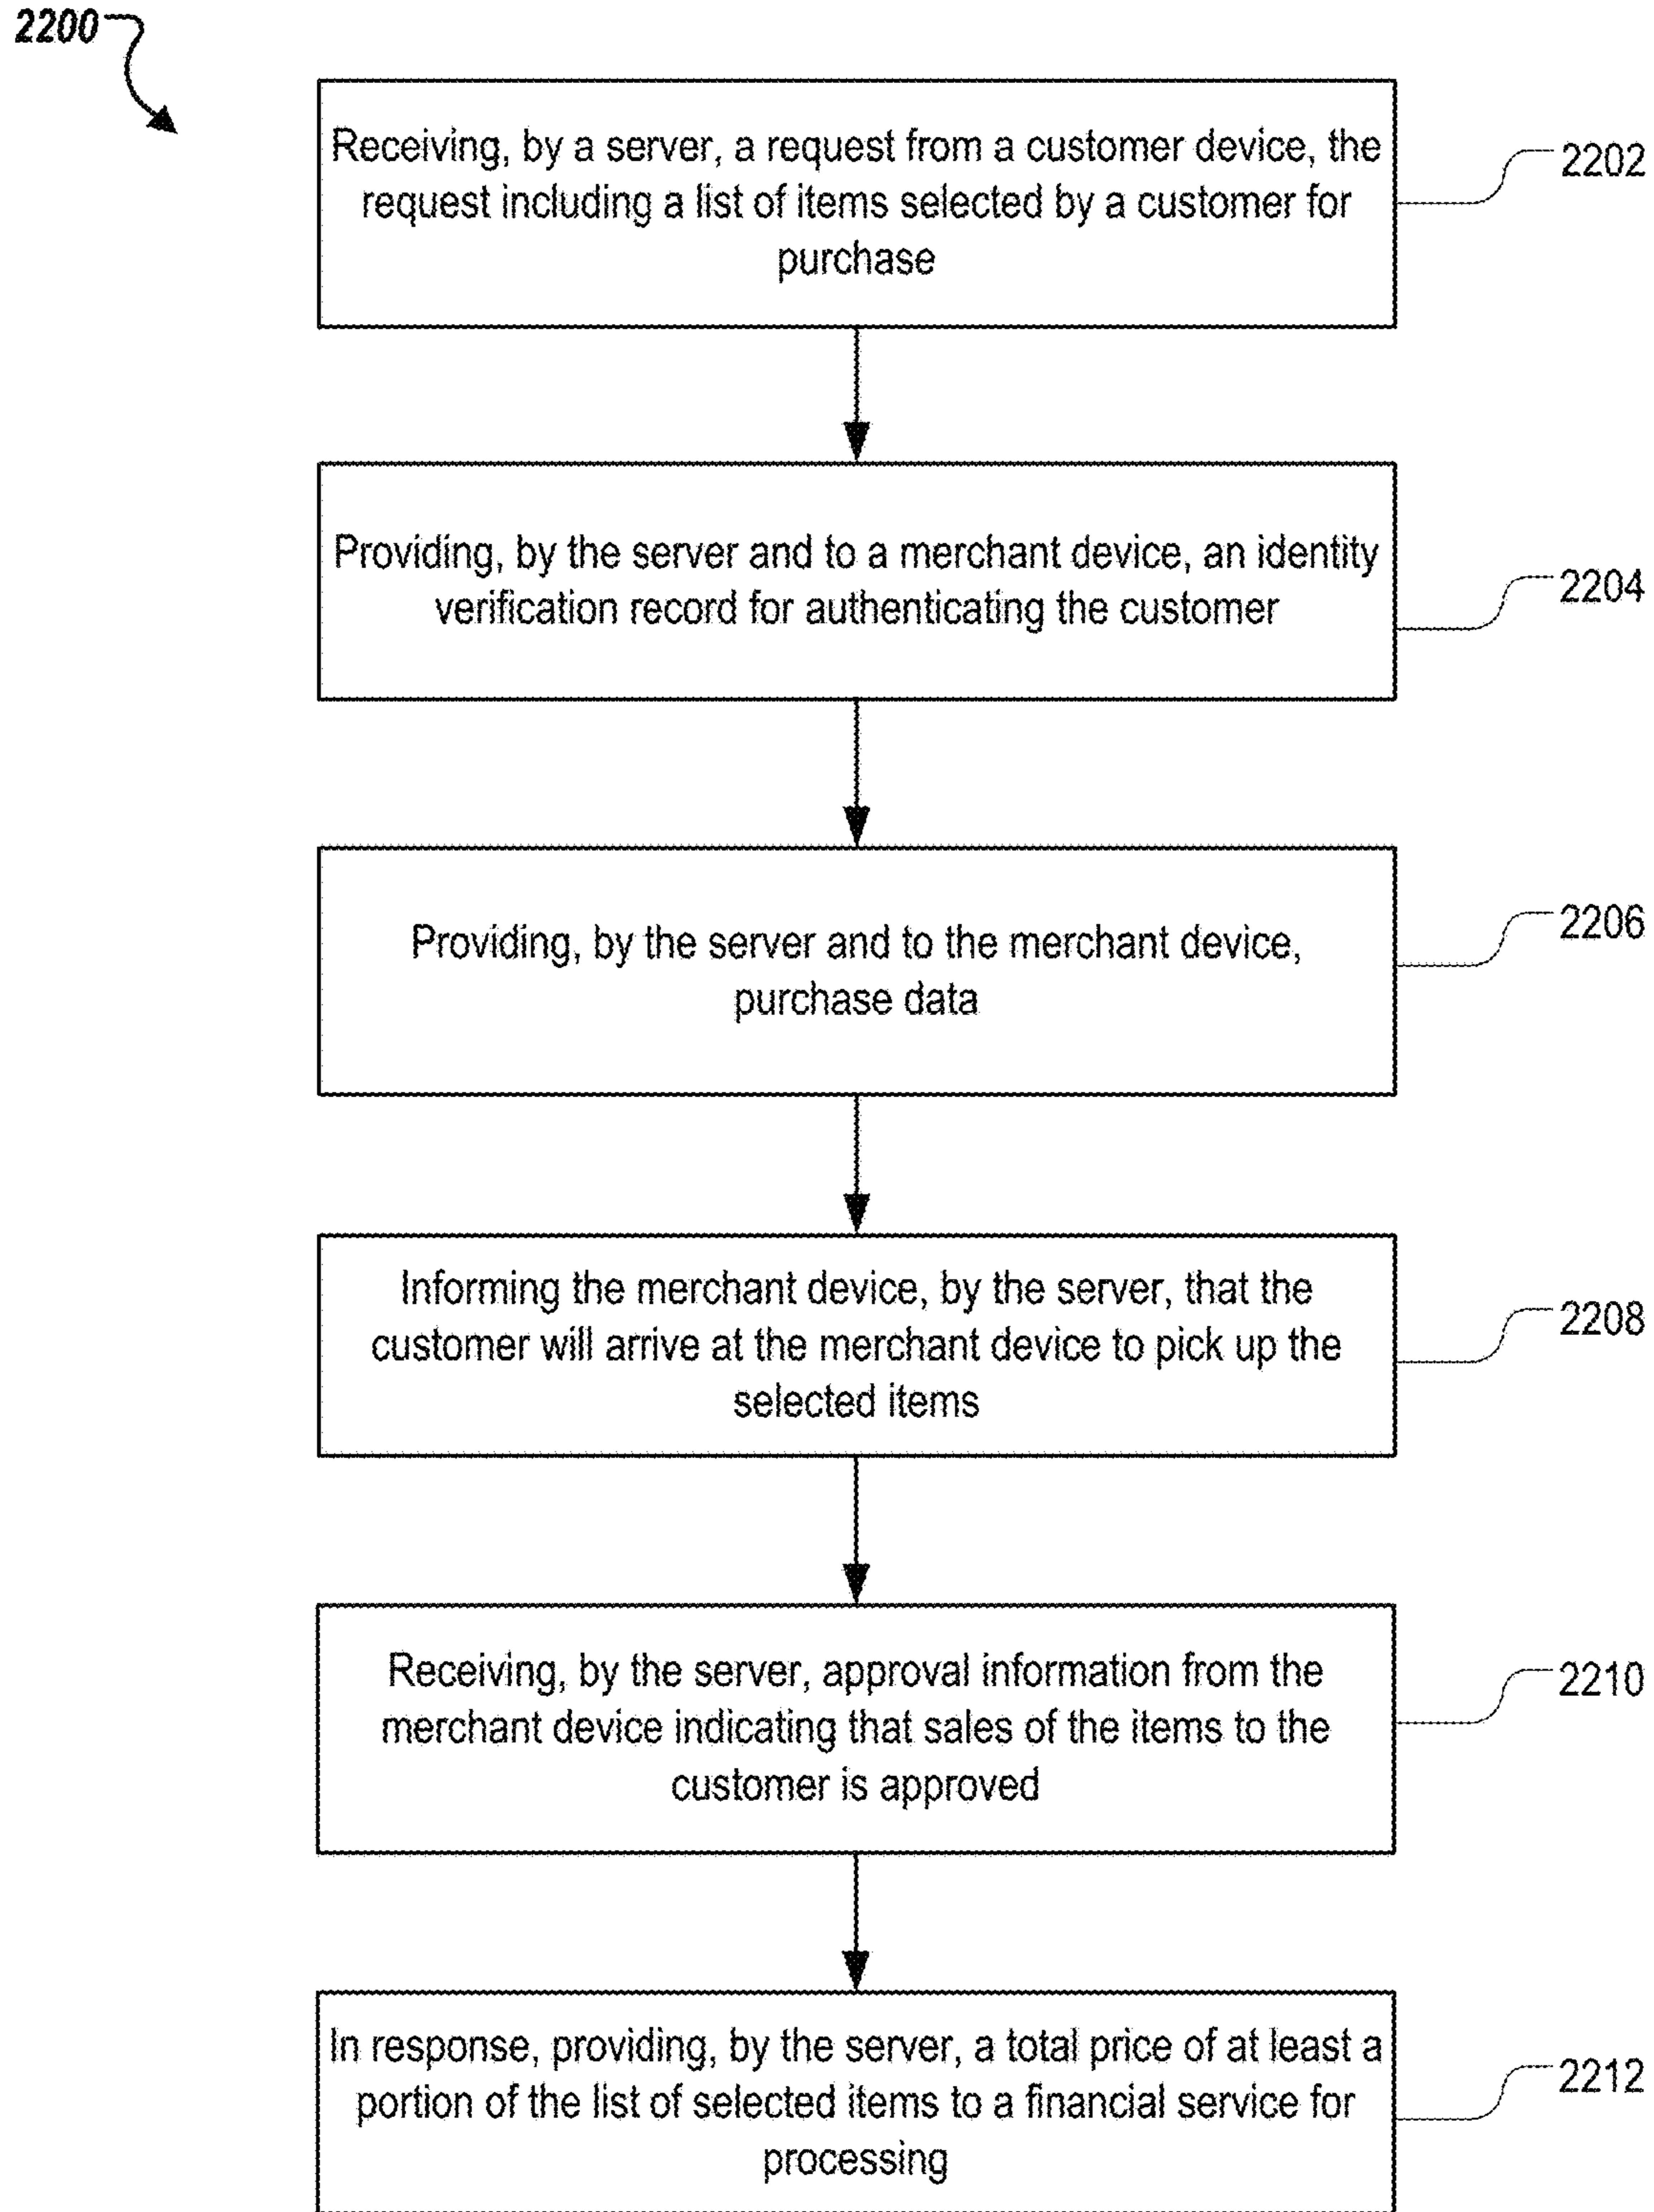 2200
Receiving, by a server, a request from a customer device, the
request including a list of items selected by a customer for
purchase
2202
Providing, by the server and to a merchant device, an identity
verification record for authenticating the customer
2204
Providing, by the server and to the merchant device,
purchase data
2206
Informing the merchant device, by the server, that the
customer will arrive at the merchant device to pick up the
selected items
2208
Receiving, by the server, approval information from the
merchant device indicating that sales of the items to the
customer is approved
2210
In response, providing, by the server, a total price of at least a
portion of the list of selected items to a financial service for
processing
2212